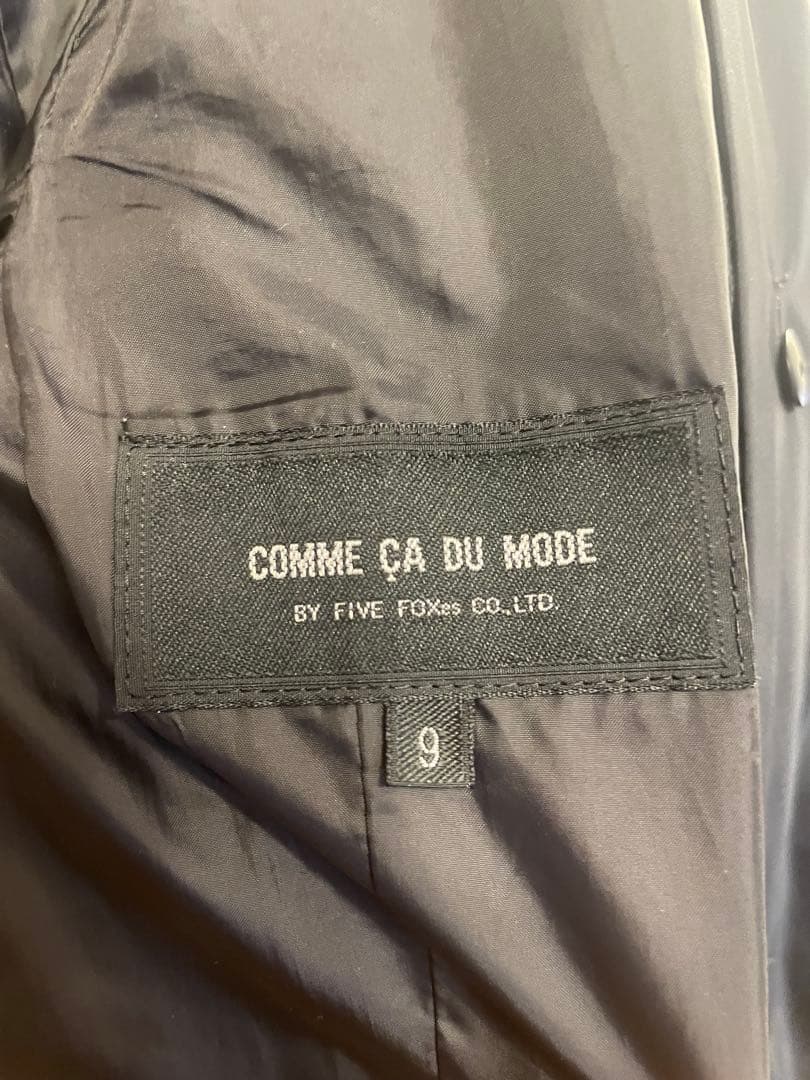 COMME ÇA DU MODE
BY FIVE FOXes CO.,LTD.
9